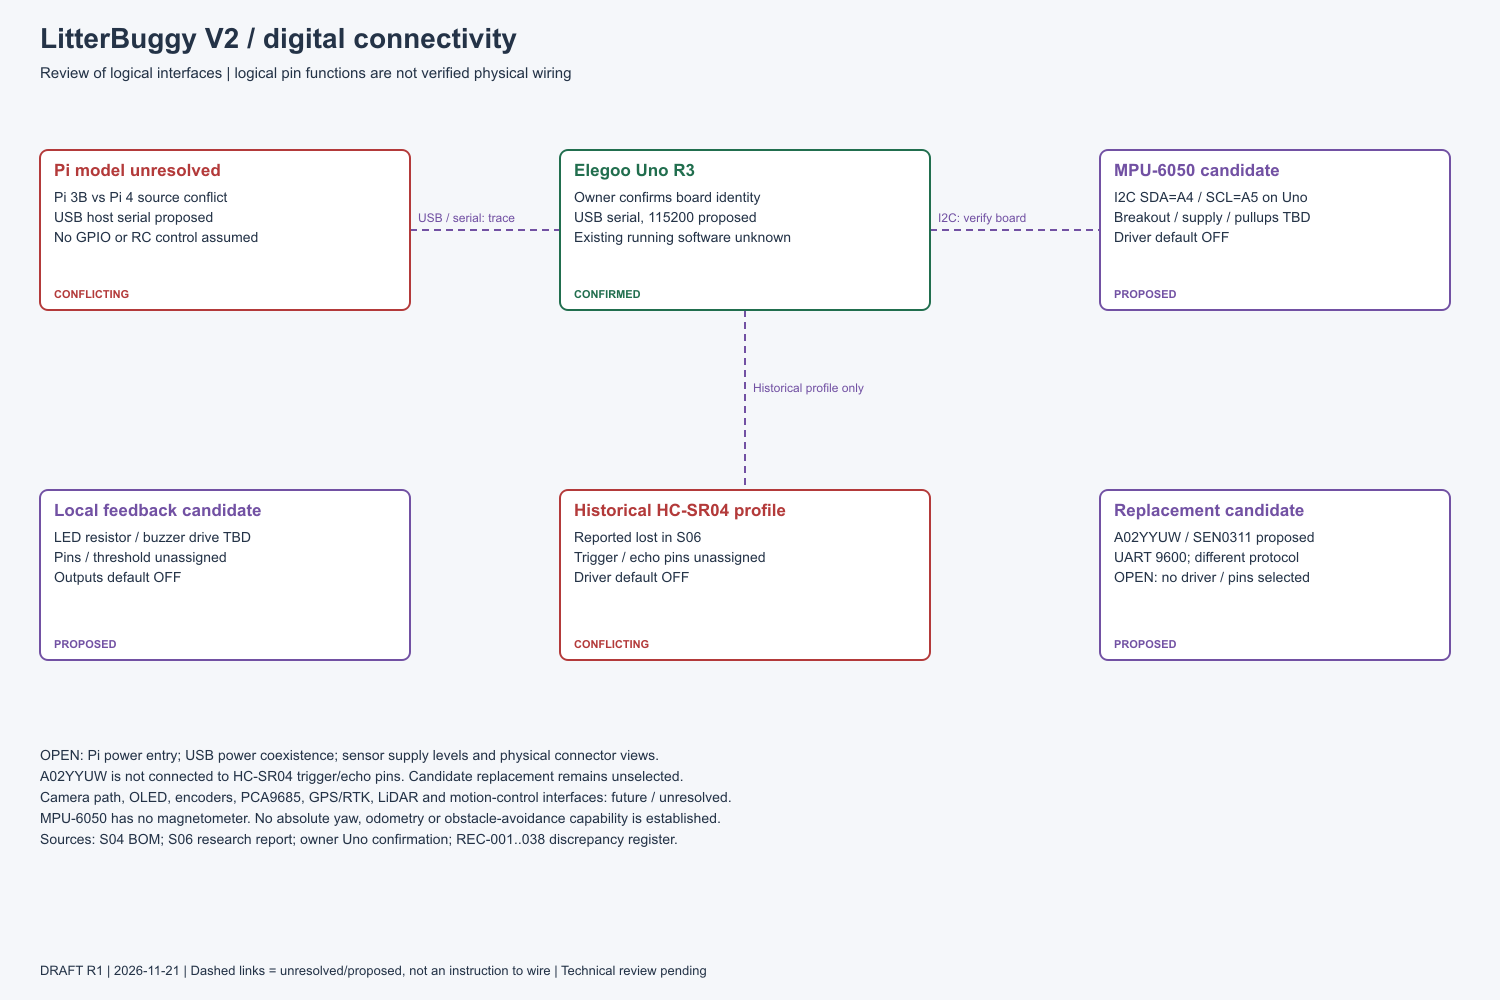 LitterBuggy V2 / digital connectivity
Review of logical interfaces | logical pin functions are not verified physical wiring
Pi model unresolved
Pi 3B vs Pi 4 source conflict
USB host serial proposed
No GPIO or RC control assumed
CONFLICTING
USB / serial: trace
Elegoo Uno R3
Owner confirms board identity
USB serial, 115200 proposed
Existing running software unknown
CONFIRMED
I2C: verify board
MPU-6050 candidate
I2C SDA=A4 / SCL=A5 on Uno
Breakout / supply / pullups TBD
Driver default OFF
PROPOSED
Historical profile only
Local feedback candidate
LED resistor / buzzer drive TBD
Pins / threshold unassigned
Outputs default OFF
PROPOSED
Historical HC-SR04 profile
Reported lost in S06
Trigger / echo pins unassigned
Driver default OFF
CONFLICTING
Replacement candidate
A02YYUW / SEN0311 proposed
UART 9600; different protocol
OPEN: no driver / pins selected
PROPOSED
OPEN: Pi power entry; USB power coexistence; sensor supply levels and physical connector views.
A02YYUW is not connected to HC-SR04 trigger/echo pins. Candidate replacement remains unselected.
Camera path, OLED, encoders, PCA9685, GPS/RTK, LiDAR and motion-control interfaces: future / unresolved.
MPU-6050 has no magnetometer. No absolute yaw, odometry or obstacle-avoidance capability is established.
Sources: S04 BOM; S06 research report; owner Uno confirmation; REC-001..038 discrepancy register.
DRAFT R1 | 2026-11-21 | Dashed links = unresolved/proposed, not an instruction to wire | Technical review pending